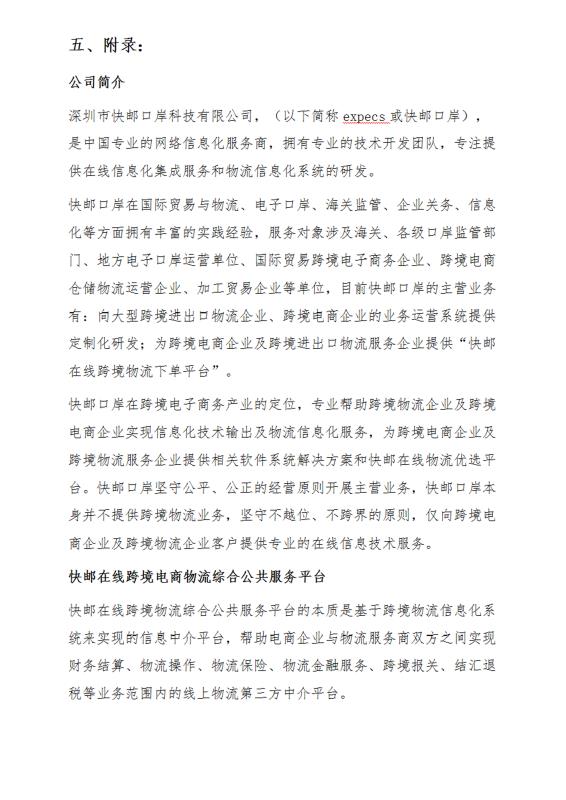 五、附录：
公司简介
深圳市快邮口岸科技有限公司，（以下简称 expecs 或快邮口岸），
是中国专业的网络信息化服务商，拥有专业的技术开发团队，专注提
供在线信息化集成服务和物流信息化系统的研发。
快邮口岸在国际贸易与物流、电子口岸、海关监管、企业关务、信息
化等方面拥有丰富的实践经验，服务对象涉及海关、各级口岸监管部
门、地方电子口岸运营单位、国际贸易跨境电子商务企业、跨境电商
仓储物流运营企业、加工贸易企业等单位，目前快邮口岸的主营业务
有：向大型跨境进出口物流企业、跨境电商企业的业务运营系统提供
定制化研发；为跨境电商企业及跨境进出口物流服务企业提供“快邮
在线跨境物流下单平台”。
快邮口岸在跨境电子商务产业的定位，专业帮助跨境物流企业及跨境
电商企业实现信息化技术输出及物流信息化服务，为跨境电商企业及
跨境物流服务企业提供相关软件系统解决方案和快邮在线物流优选平
台。快邮口岸坚守公平、公正的经营原则开展主营业务，快邮口岸本
身并不提供跨境物流业务，坚守不越位、不跨界的原则，仅向跨境电
商企业及跨境物流企业客户提供专业的在线信息技术服务。
快邮在线跨境电商物流综合公共服务平台
快邮在线跨境物流综合公共服务平台的本质是基于跨境物流信息化系
统来实现的信息中介平台，帮助电商企业与物流服务商双方之间实现
财务结算、物流操作、物流保险、物流金融服务、跨境报关、结汇退
税等业务范围内的线上物流第三方中介平台。